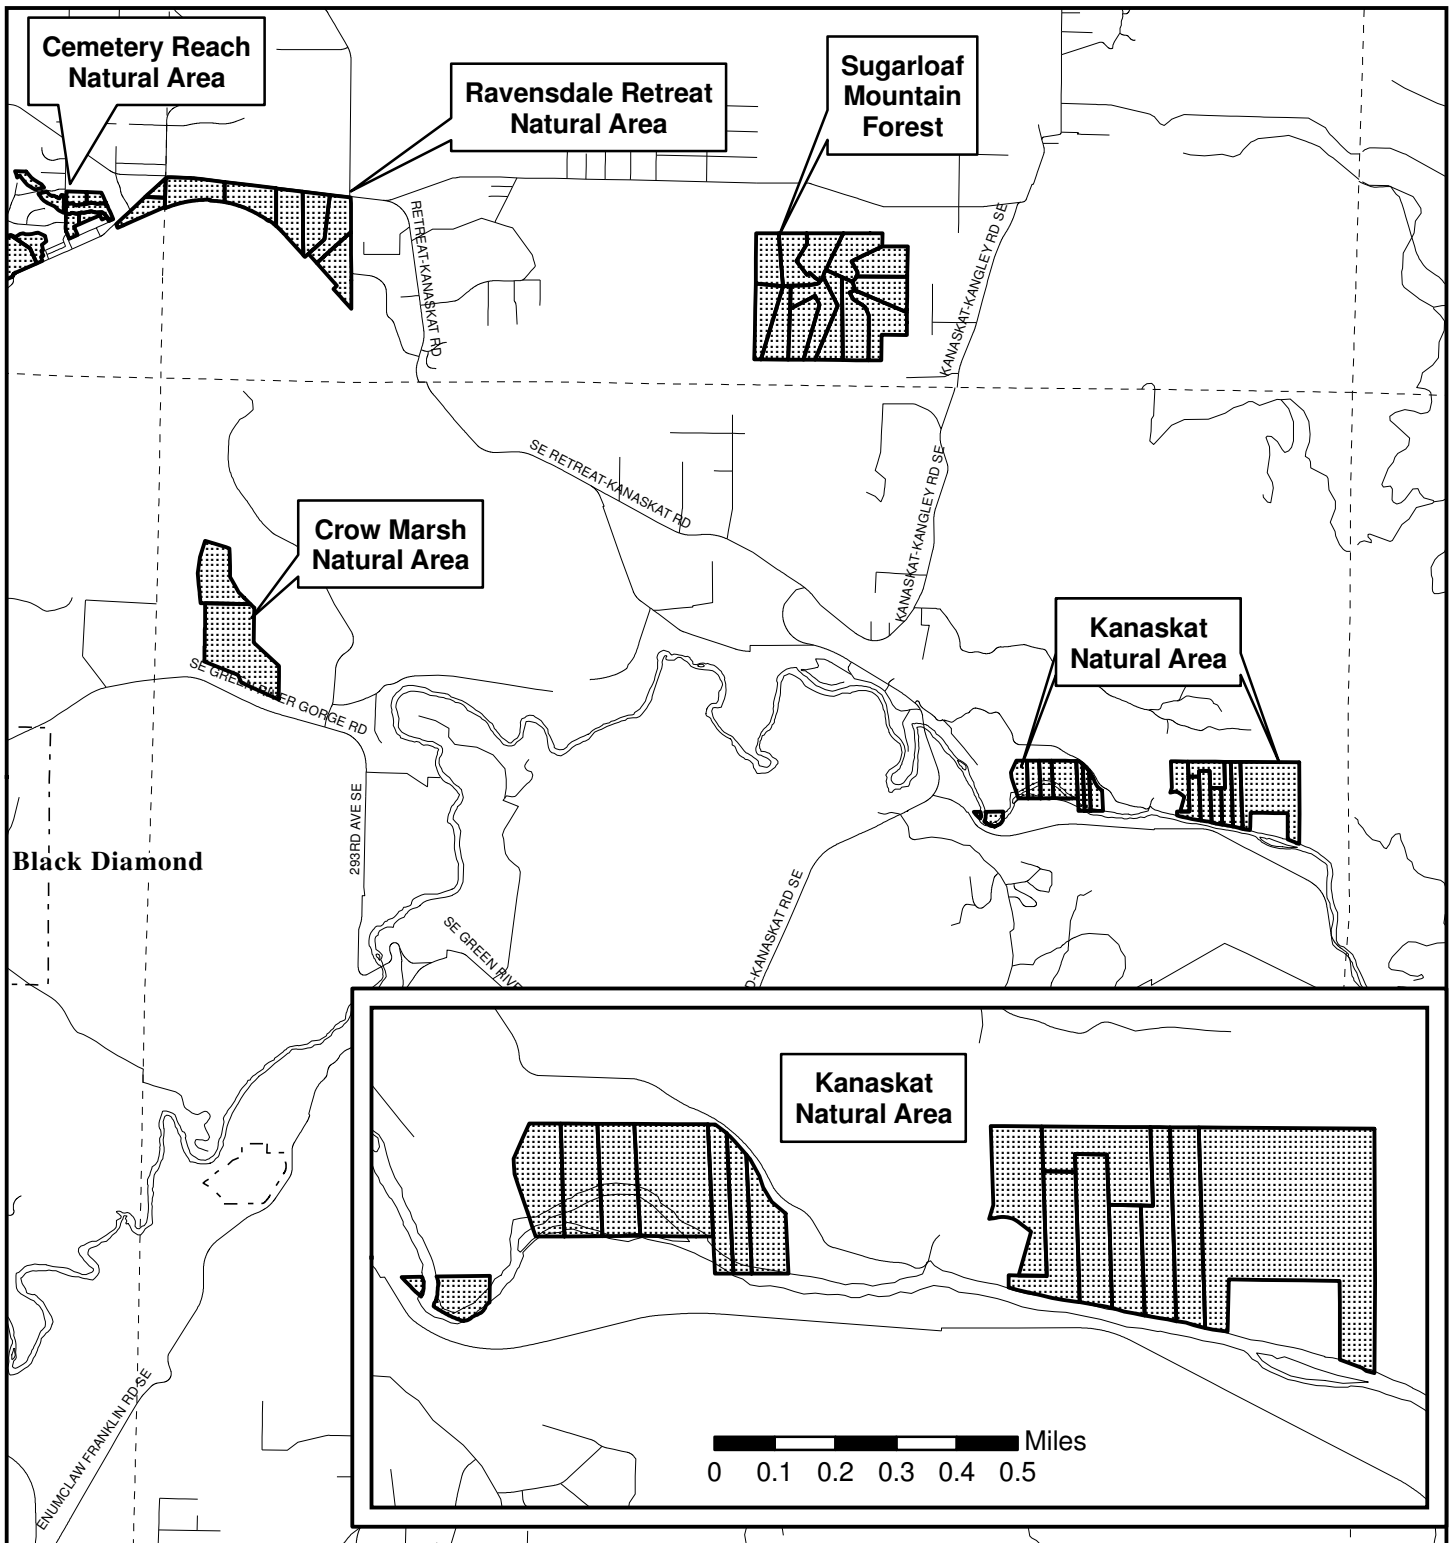 Cemetery Reach
Natural Area
Ravensdale Retreat
Natural Area
Sugarloaf
Mountain
Forest
RETREAT-KANASKAT RD
KANASKAT-KANGLEY RD SE
SE RETREAT-KANASKAT RD
KANASKAT-KANGLEY RD SE
Crow Marsh
Natural Area
Kanaskat
Natural Area
SE GREEN RIVER GORGE RD
293RD AVE SE
Black Diamond
SE GREEN RIVE
D-KANASKAT RD SE
Kanaskat
Natural Area
ENUMCLAW FRANKLIN RD SE
Miles
0 0.1 0.2 0.3 0.4 0.5